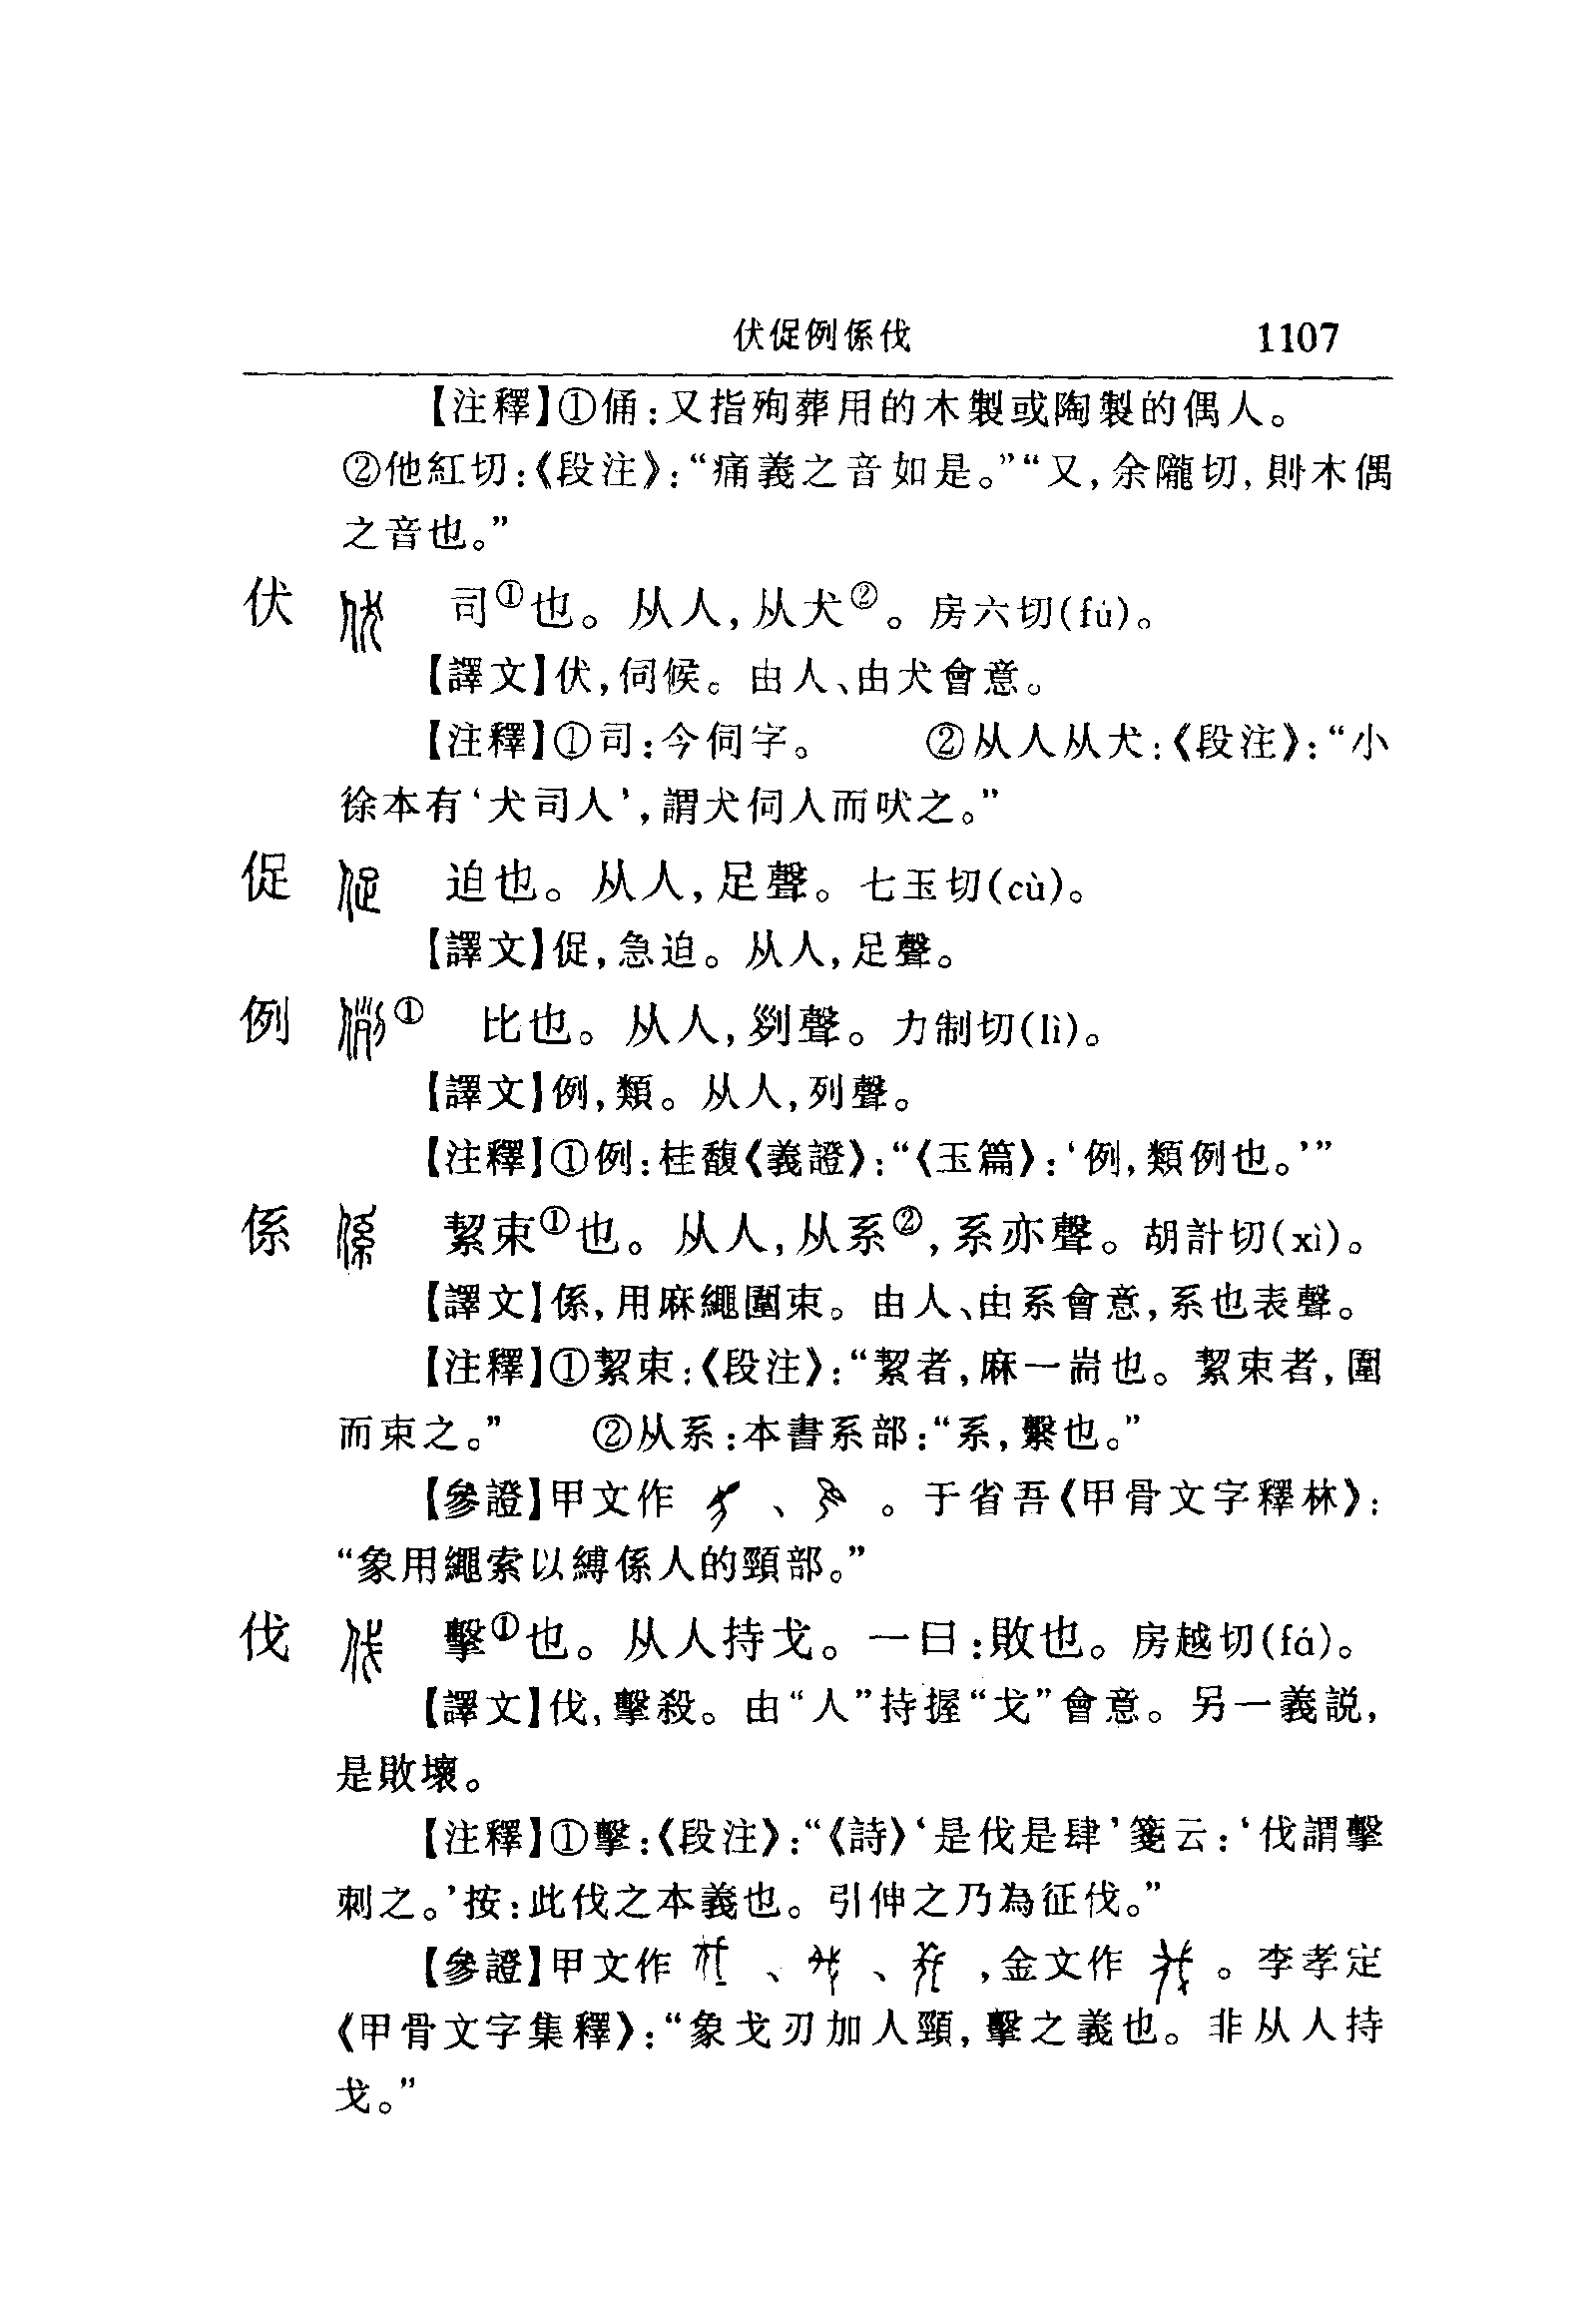 伏促例係伐 1107
【注釋】①俑:又指殉葬用的木製或陶製的偶人。
②他紅切:《段注》:“痛義之音如是。”“又,余隴切,則木偶
之音也。”
伏 司①也。从人,从犬②。房六切(fú)。
【譯文】伏,伺候。由人、由犬會意。
【注釋】①司:今伺字。 ②从人从犬:《段注》:“小
徐本有‘犬司人’,謂犬伺人而吠之。”
促 迫也。从人,足聲。七玉切(cù)。
【譯文】促,急迫。从人,足聲。
例 ① 比也。从人,𠛱聲。力制切(lì)。
【譯文】例,類。从人,列聲。
【注釋】①例:桂馥《義證》:“《玉篇》:‘例,類例也。’”
係 絜束①也。从人,从系②,系亦聲。胡計切(xì)。
【譯文】係,用麻繩圍束。由人、由系會意,系也表聲。
【注釋】①絜束:《段注》:“絜者,麻一耑也。絜束者,圍
而束之。” ②从系:本書系部:“系,繫也。”
【參證】甲文作 、 。于省吾《甲骨文字釋林》:
“象用繩索以縛係人的頸部。”
伐 擊①也。从人持戈。一曰:敗也。房越切(fá)。
【譯文】伐,擊殺。由“人”持握“戈”會意。另一義説,
是敗壞。
【注釋】①擊:《段注》:“《詩》‘是伐是肆’箋云:‘伐謂擊
刺之。’按:此伐之本義也。引伸之乃為征伐。”
【參證】甲文作 、 、 ,金文作 。李孝定
《甲骨文字集釋》:“象戈刃加人頸,擊之義也。非从人持
戈。”